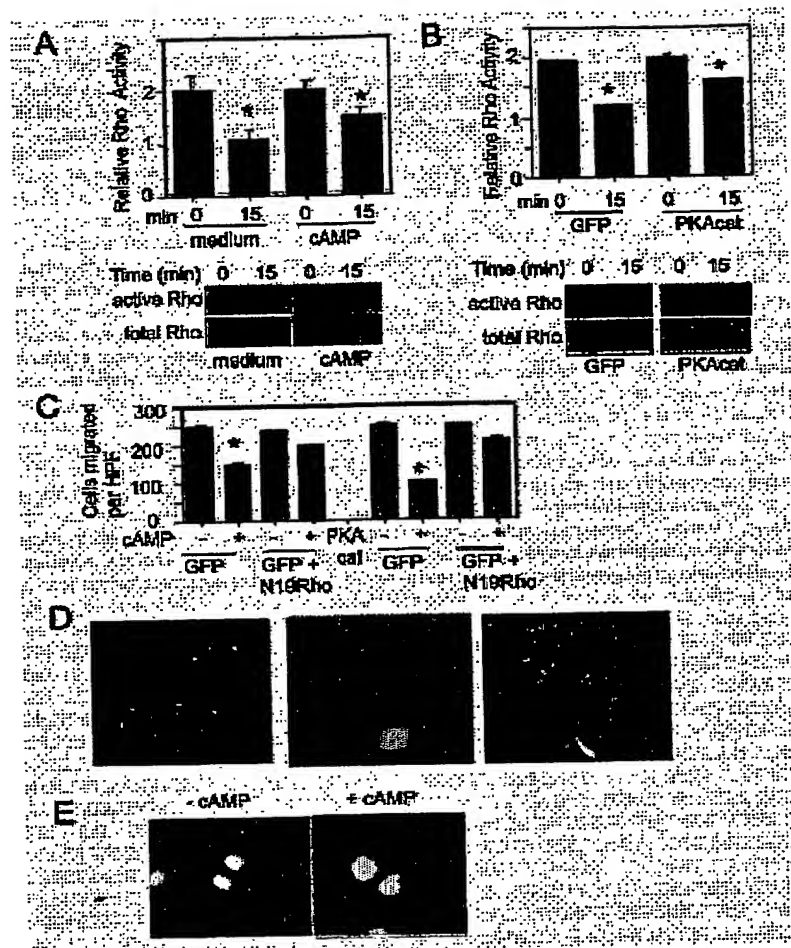 A
Relative Rho Activity
2
1
0
min 0 15 0 15
medium cAMP
Time (min) 0 15 0 15
active Rho
total Rho
medium cAMP
B
Relative Rho Activity
2
1
0
min 0 15 0 15
GFP PKAcat
Time (min) 0 15 0 15
active Rho
total Rho
GFP PKAcat
C
Cells migrated
per HPF
300
200
100
0
cAMP - + - + PKA cat - + - +
GFP GFP + N19Rho GFP GFP + N19Rho
D
E
- cAMP + cAMP